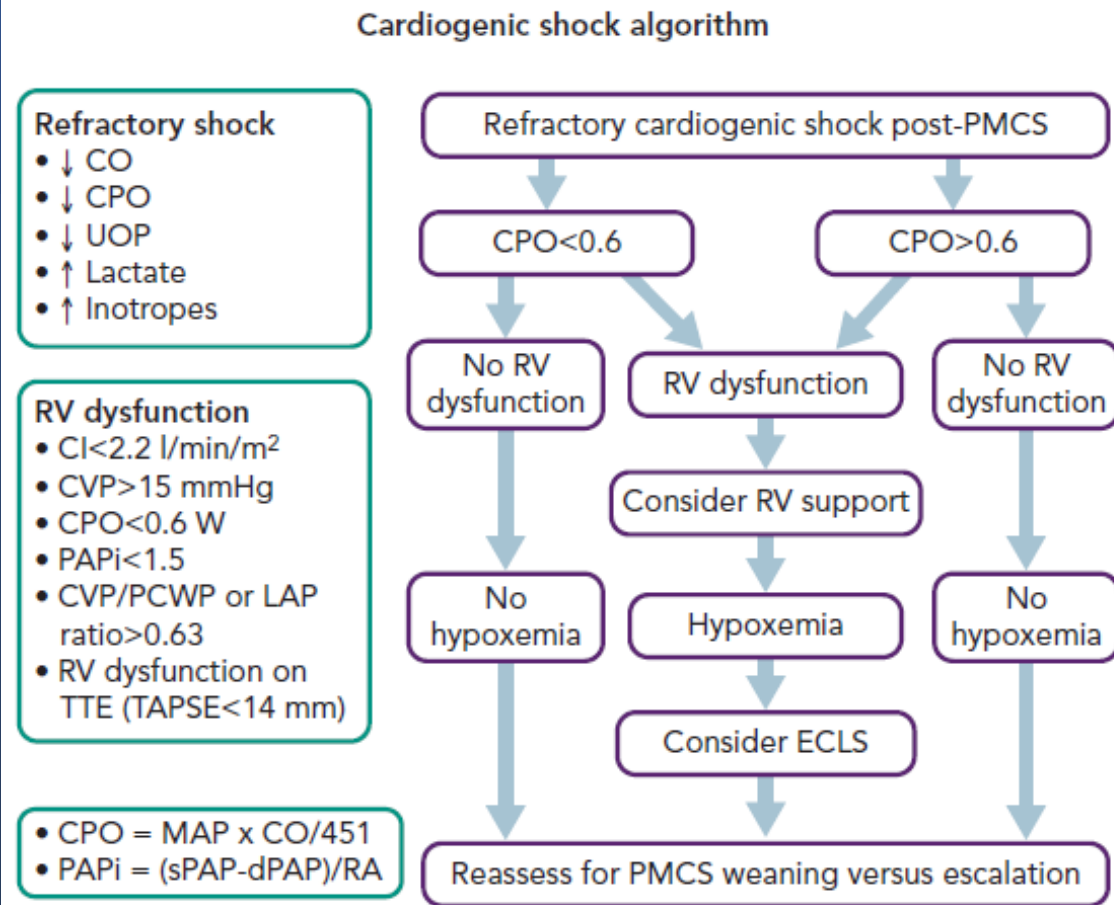 Cardiogenic shock algorithm
Refractory shock
• ↓ CO
• ↓ CPO
• ↓ UOP
• ↑ Lactate
• ↑ Inotropes
RV dysfunction
• CI<2.2 l/min/m²
• CVP>15 mmHg
• CPO<0.6 W
• PAPi<1.5
• CVP/PCWP or LAP
ratio>0.63
• RV dysfunction on
TTE (TAPSE<14 mm)
• CPO = MAP x CO/451
• PAPi = (sPAP-dPAP)/RA
Refractory cardiogenic shock post-PMCS
CPO<0.6
CPO>0.6
No RV
dysfunction
RV dysfunction
No RV
dysfunction
Consider RV support
No
hypoxemia
Hypoxemia
No
hypoxemia
Consider ECLS
Reassess for PMCS weaning versus escalation